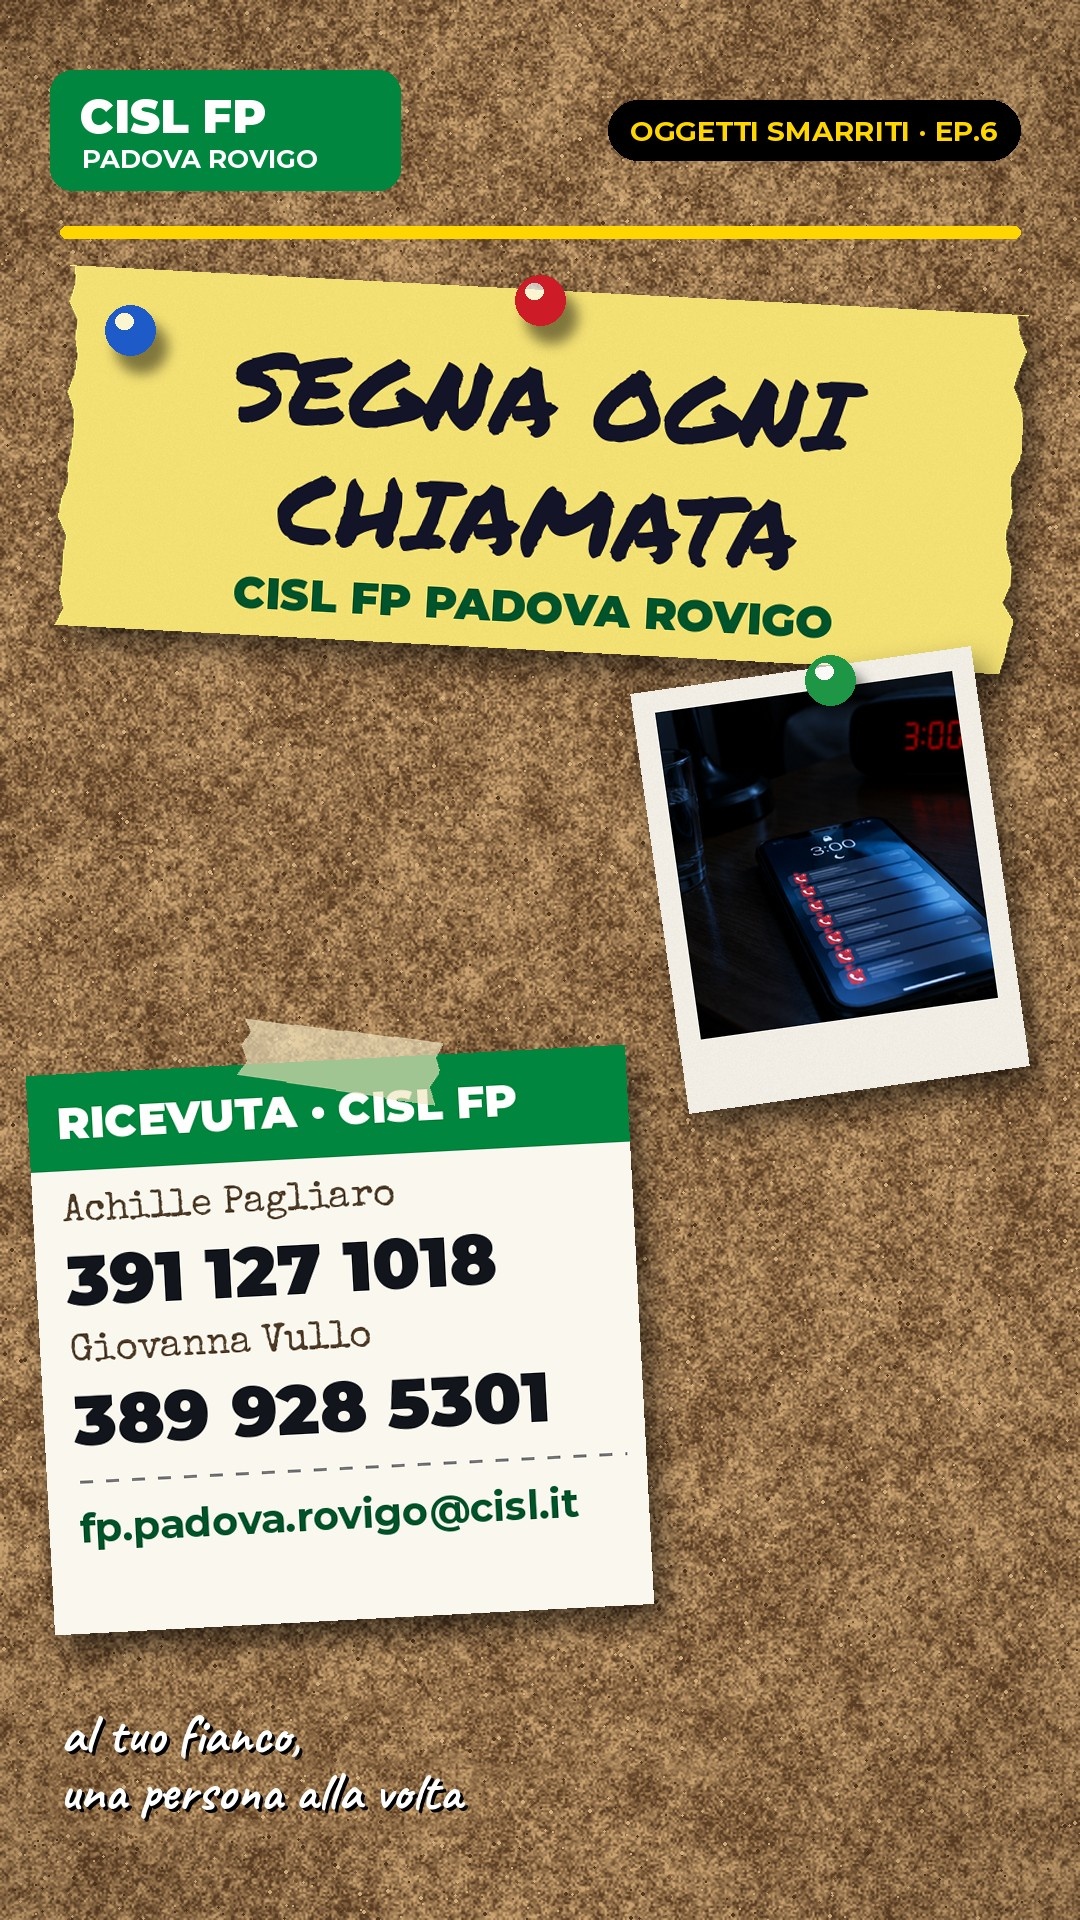 CISL FP
PADOVA ROVIGO
OGGETTI SMARRITI · EP.6
SEGNA OGNI
CHIAMATA
CISL FP PADOVA ROVIGO
3:00
3:00
RICEVUTA • CISL FP
Achille Pagliaro
391 127 1018
Giovanna Vullo
389 928 5301
fp.padova.rovigo@cisl.it
al tuo fianco,
una persona alla volta